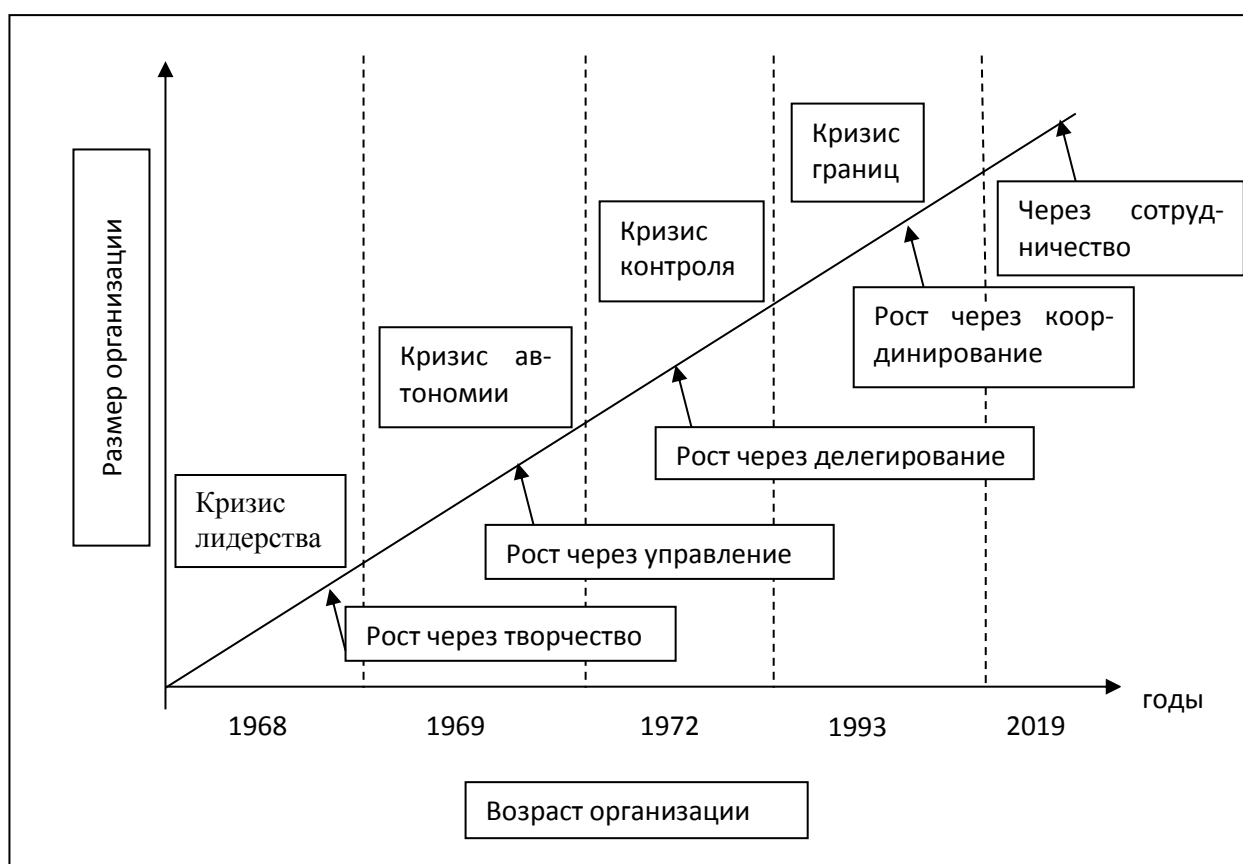 Кризис
границ
Через сотруд-
ничество
Кризис
контроля
Рост через коор-
динирование
Размер организации
Кризис ав-
тономии
Рост через делегирование
Кризис
лидерства
Рост через управление
Рост через творчество
годы
1968 1969 1972 1993 2019
Возраст организации